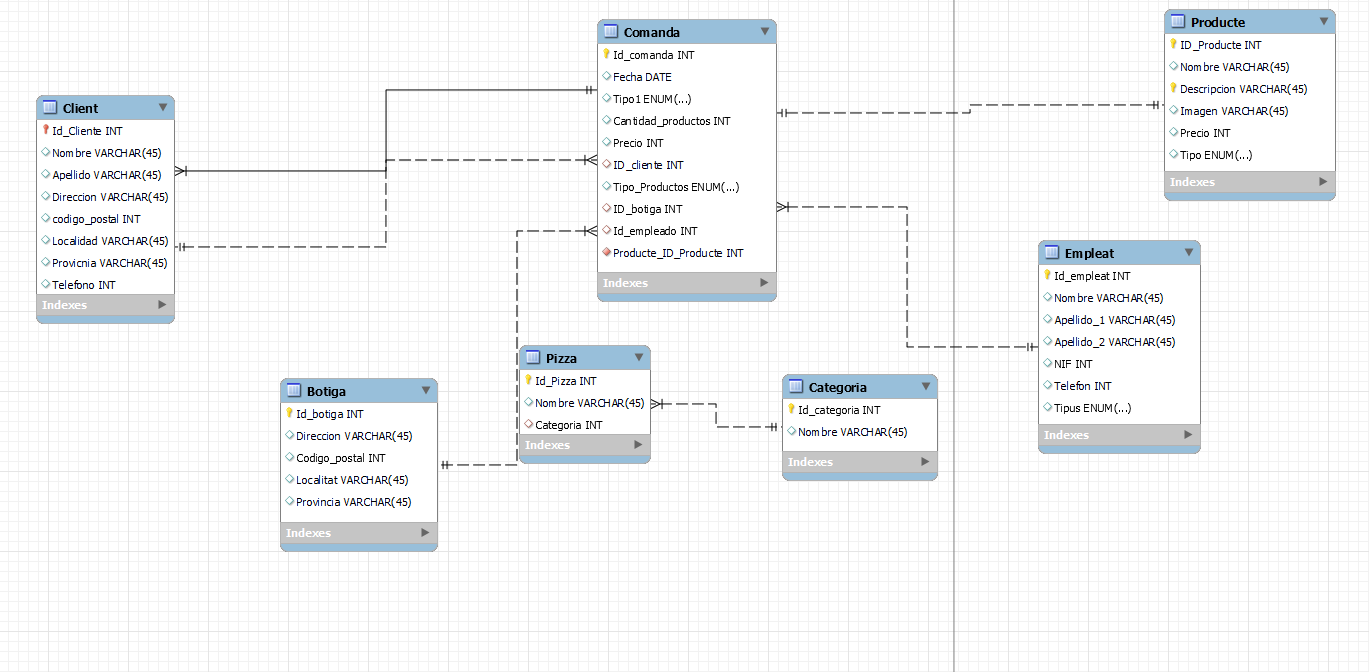 Client
Id_Cliente INT
Nombre VARCHAR(45)
Apellido VARCHAR(45)
Direccion VARCHAR(45)
codigo_postal INT
Localidad VARCHAR(45)
Provicnia VARCHAR(45)
Telefono INT
Indexes
Comanda
Id_comanda INT
Fecha DATE
Tipo1 ENUM(...)
Cantidad_productos INT
Precio INT
ID_cliente INT
Tipo_Productos ENUM(...)
ID_botiga INT
Id_empleado INT
Producte_ID_Producte INT
Indexes
Producte
ID_Producte INT
Nombre VARCHAR(45)
Descripcion VARCHAR(45)
Imagen VARCHAR(45)
Precio INT
Tipo ENUM(...)
Indexes
Empleat
Id_empleat INT
Nombre VARCHAR(45)
Apellido_1 VARCHAR(45)
Apellido_2 VARCHAR(45)
NIF INT
Telefon INT
Tipus ENUM(...)
Indexes
Botiga
Id_botiga INT
Direccion VARCHAR(45)
Codigo_postal INT
Localitat VARCHAR(45)
Provincia VARCHAR(45)
Indexes
Pizza
Id_Pizza INT
Nombre VARCHAR(45)
Categoria INT
Indexes
Categoria
Id_categoria INT
Nombre VARCHAR(45)
Indexes